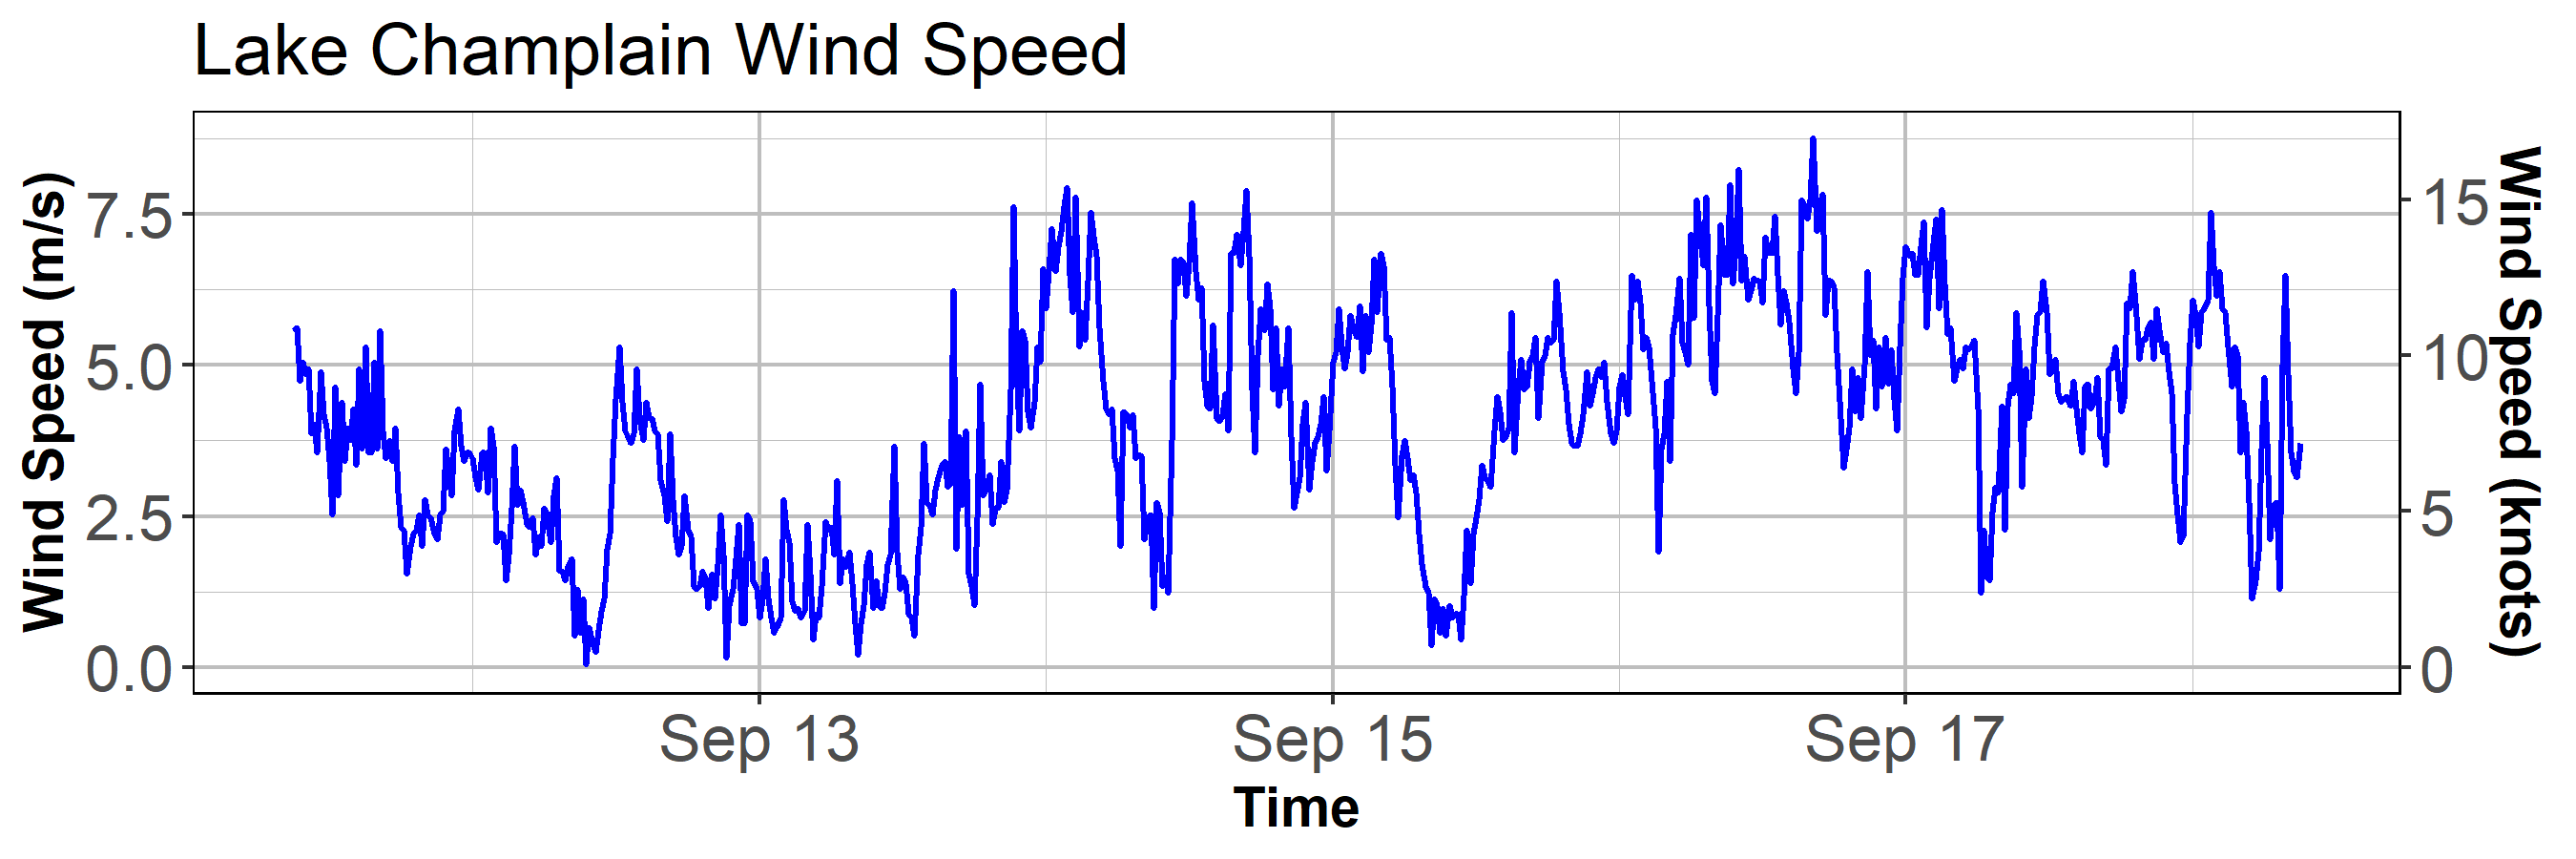 Lake Champlain Wind Speed
Wind Speed (m/s)
7.5
5.0
2.5
0.0
15
10
5
0
Wind Speed (knots)
Sep 13 Sep 15 Sep 17
Time